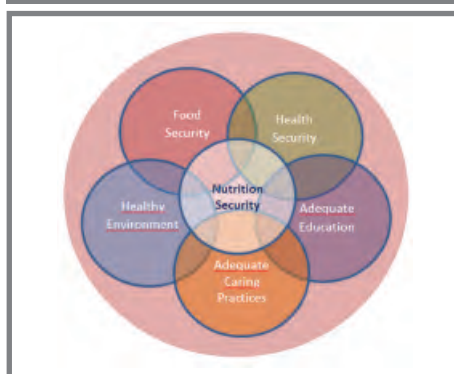 Food
Security
Health
Security
Nutrition
Security
Healthy
Environment
Adequate
Education
Adequate
Caring
Practices